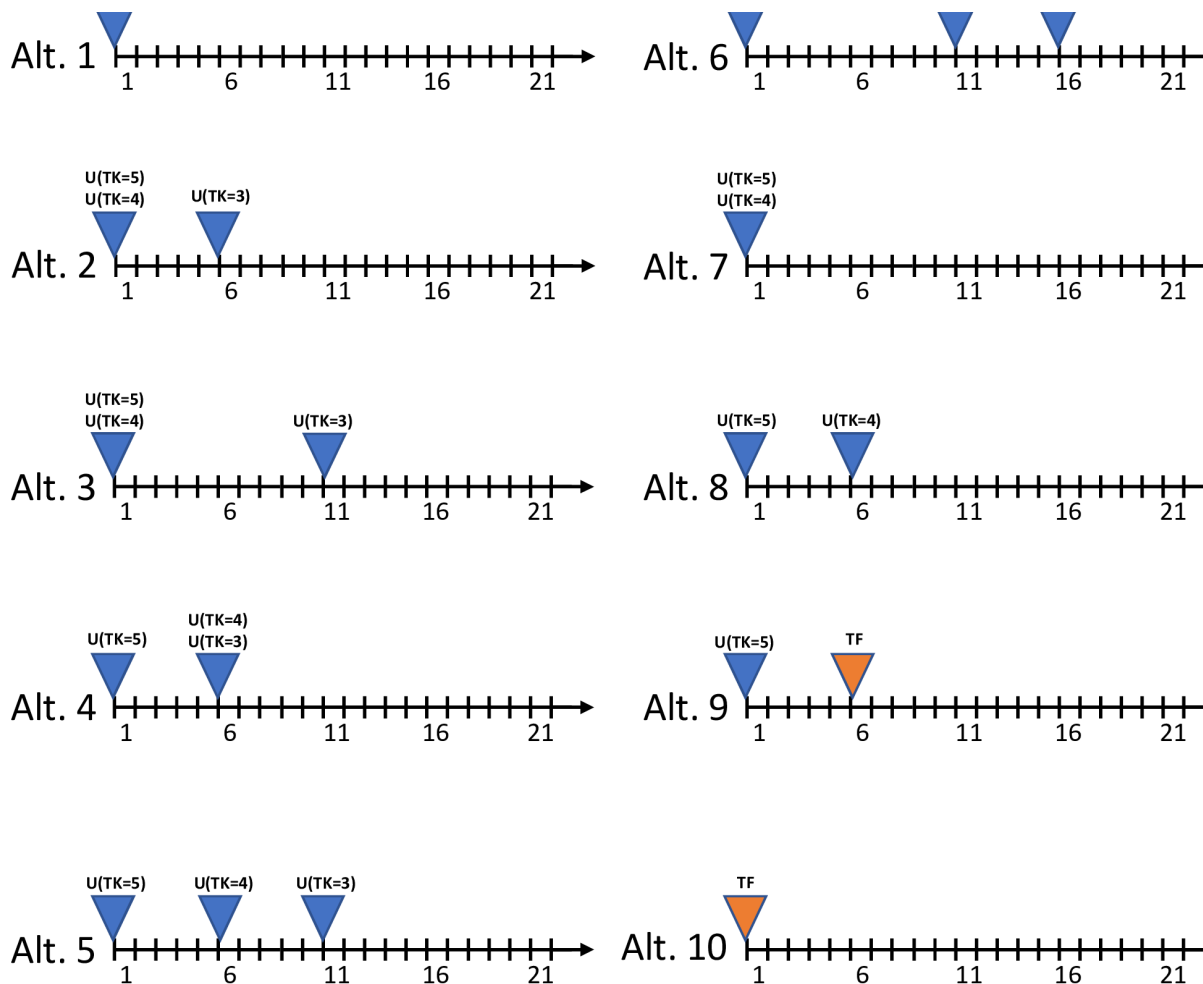 Alt. 1
1 6 11 16 21
U(TK=5)
U(TK=4) U(TK=3)
Alt. 2
1 6 11 16 21
U(TK=5)
U(TK=4) U(TK=3)
Alt. 3
1 6 11 16 21
U(TK=4)
U(TK=5) U(TK=3)
Alt. 4
1 6 11 16 21
U(TK=5) U(TK=4) U(TK=3)
Alt. 5
1 6 11 16 21
Alt. 6
1 6 11 16 21
U(TK=5)
U(TK=4)
Alt. 7
1 6 11 16 21
U(TK=5) U(TK=4)
Alt. 8
1 6 11 16 21
U(TK=5) TF
Alt. 9
1 6 11 16 21
TF
Alt. 10
1 6 11 16 21